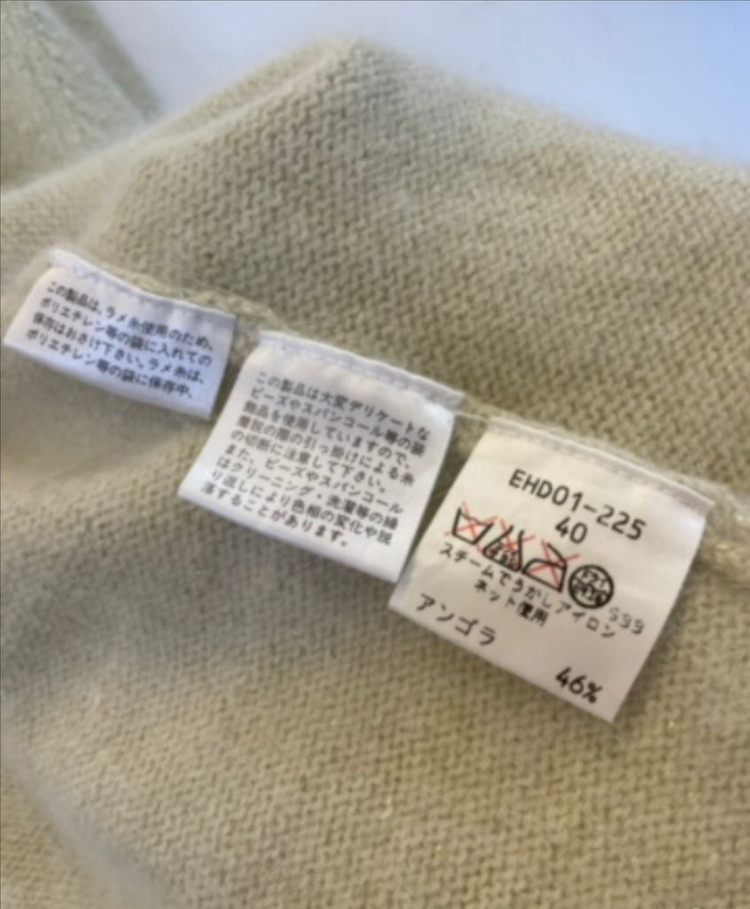 この製品は、ラメ糸使用のため、
ポリエチレン等の袋に入れての
保存はおさけ下さい。ラメ糸は、
ポリエチレン等の袋に保存中、
この製品は大変デリケートな
ビーズやスパンコール等の綿
商品を使用していますので、
着脱の際の引っ掛けによる糸
の切断に注意して下さい。
また、ビーズやスパンコール
はクリーニング・洗濯等の繰
り返しにより色相の変化や脱
落することがあります。
EHD01-225
40
スチームでうかしアイロン
ネット使用
S99
アンゴラ
46%